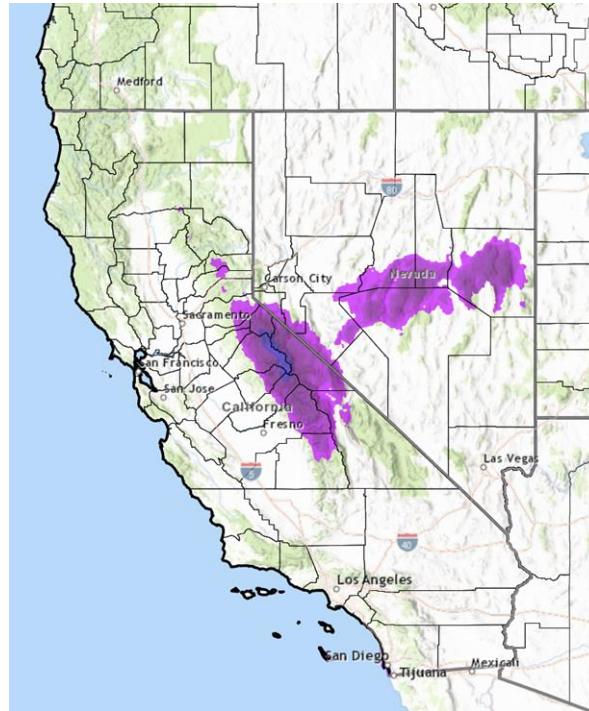 Medford
80
Carson City
Nevada
Sacramento
San Francisco
San Jose
California
Fresno
5
Las Vegas
40
Los Angeles
San Diego
Tijuana
Mexicali